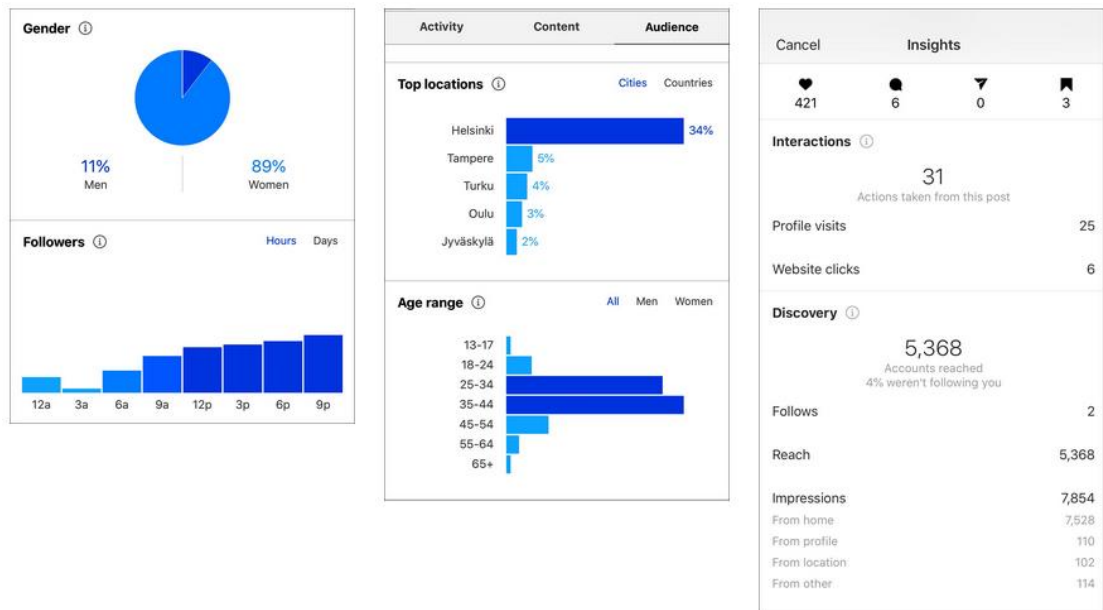 Gender
11% 89%
Men Women
Followers Hours Days
12a 3a 6a 9a 12p 3p 6p 9p
Activity Content Audience
Top locations Cities Countries
Helsinki 34%
Tampere 5%
Turku 4%
Oulu 3%
Jyväskylä 2%
Age range All Men Women
13-17
18-24
25-34
35-44
45-54
55-64
65+
Cancel Insights
421 6 0 3
Interactions
31
Actions taken from this post
Profile visits 25
Website clicks 6
Discovery
5,368
Accounts reached
4% weren't following you
Follows 2
Reach 5,368
Impressions 7,854
From home 7,528
From profile 110
From location 102
From other 114